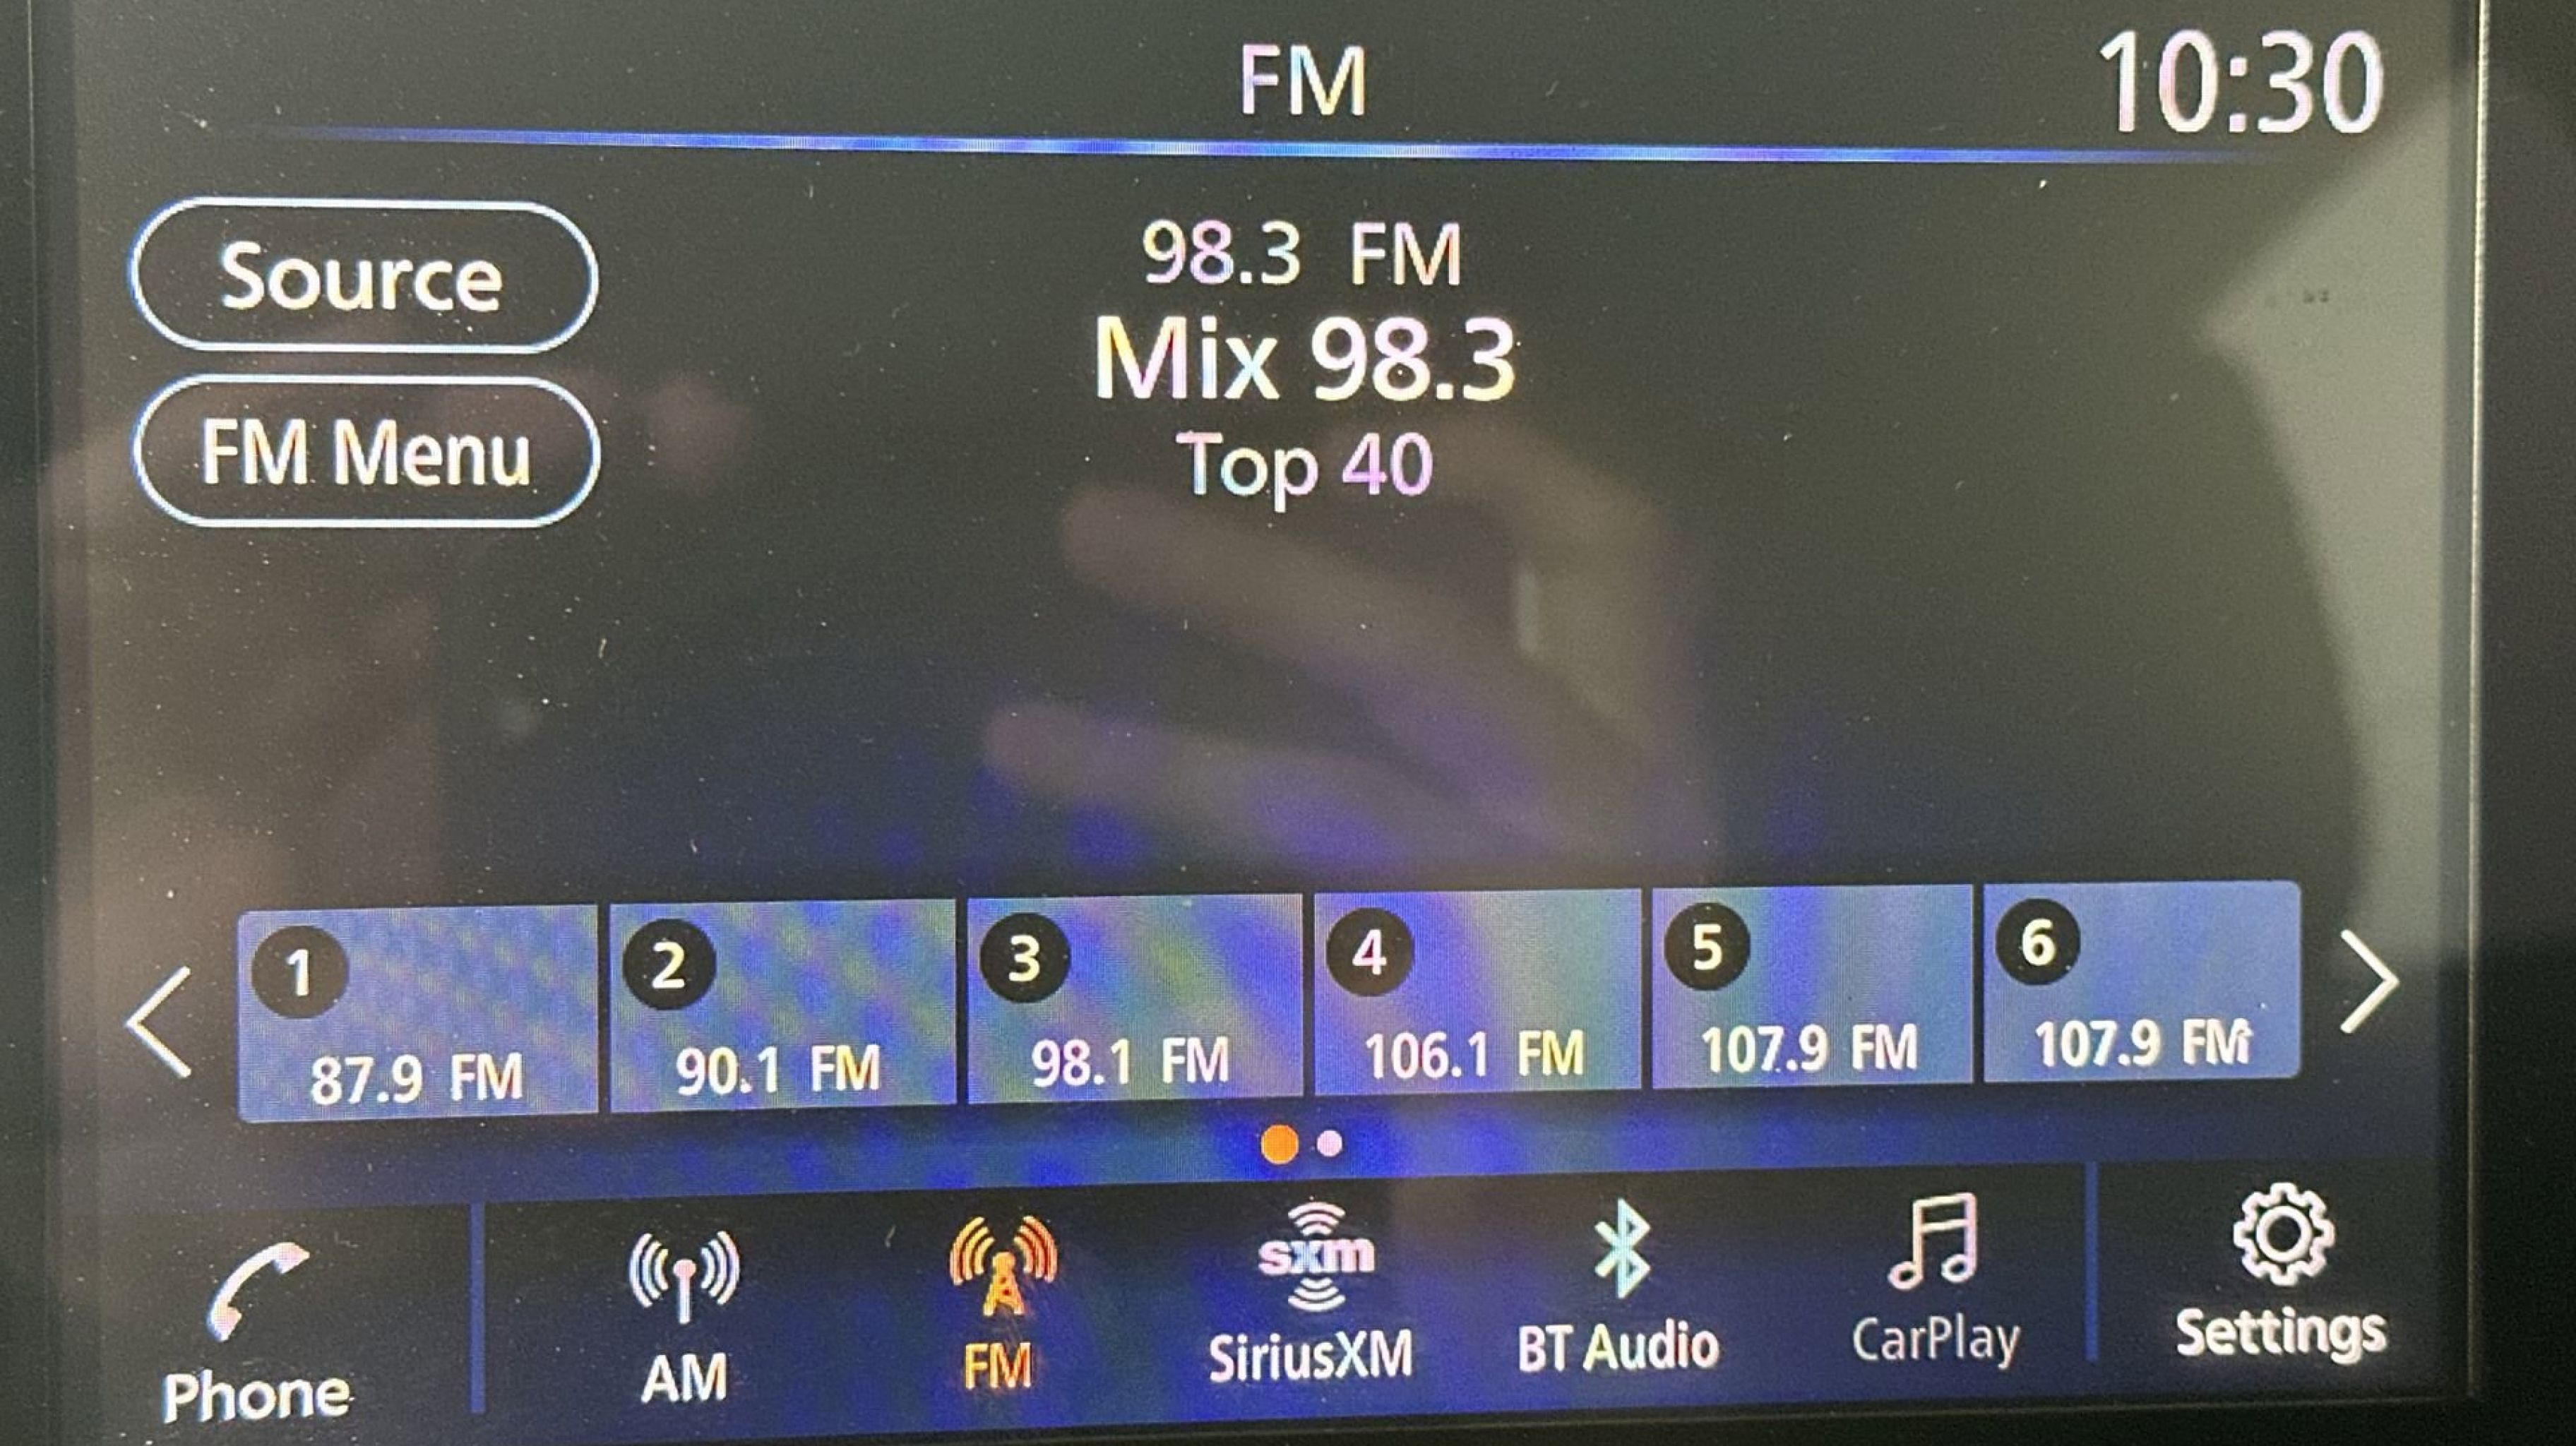 FM
10:30
Source
98.3 FM
Mix 98.3
FM Menu
Top 40
1 2 3 4 5 6
87.9 FM 90.1 FM 98.1 FM 106.1 FM 107.9 FM 107.9 FM
sxm
Phone AM FM SiriusXM BT Audio CarPlay Settings